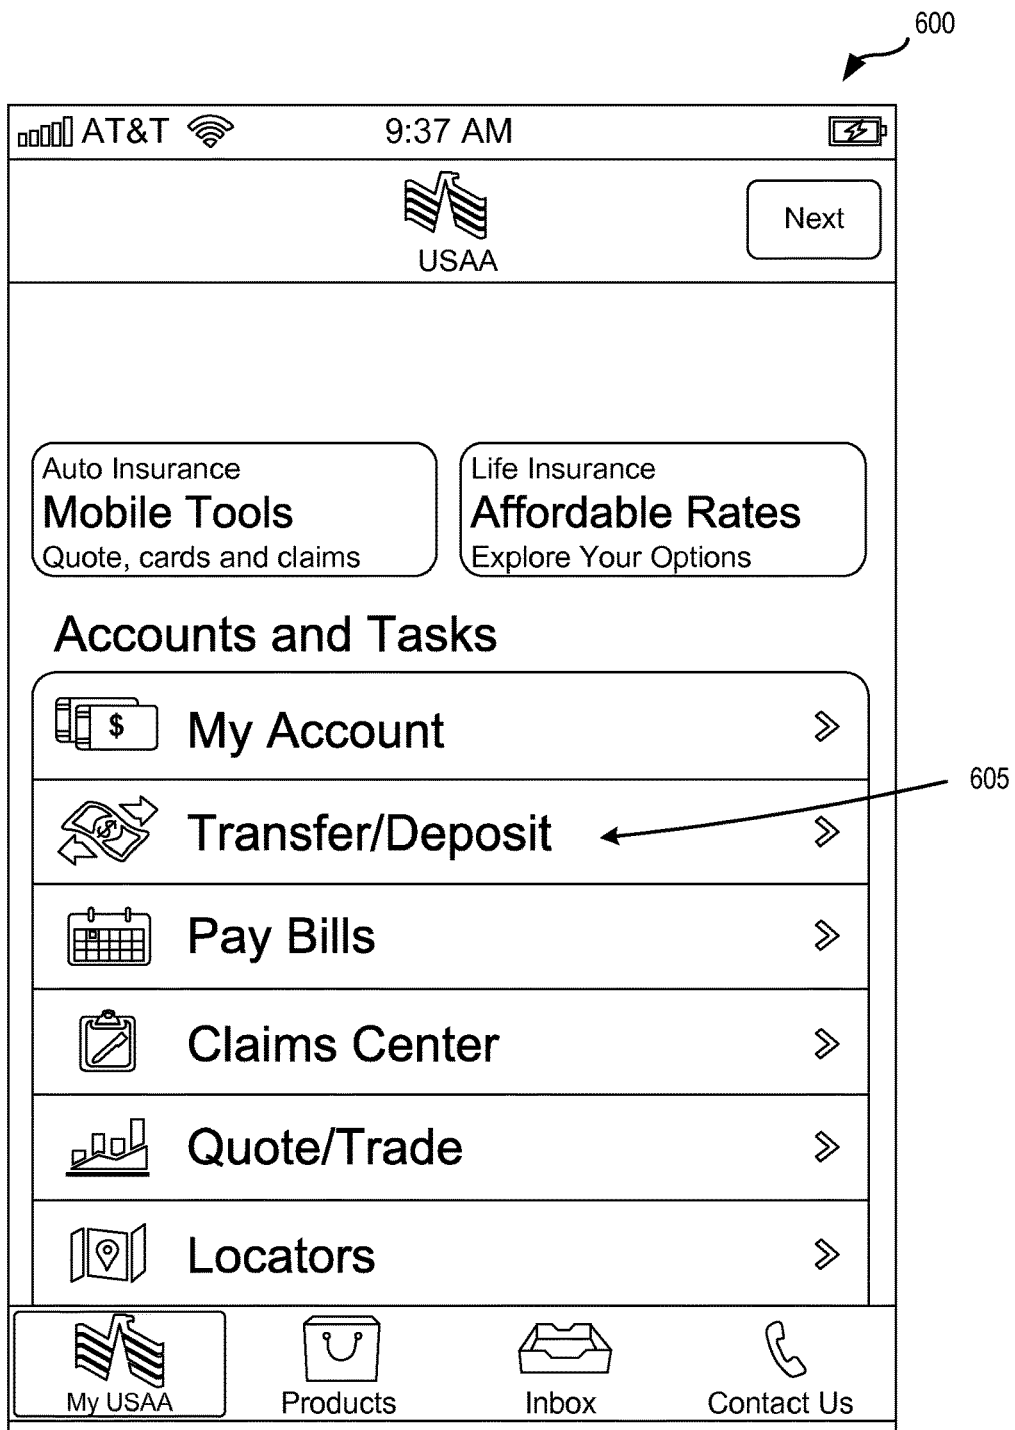 600
AT&T 9:37 AM
USAA
Next
Auto Insurance
Mobile Tools
Quote, cards and claims
Life Insurance
Affordable Rates
Explore Your Options
Accounts and Tasks
$ My Account
605
$ Transfer/Deposit
Pay Bills
Claims Center
Quote/Trade
Locators
My USAA
Products
Inbox
Contact Us